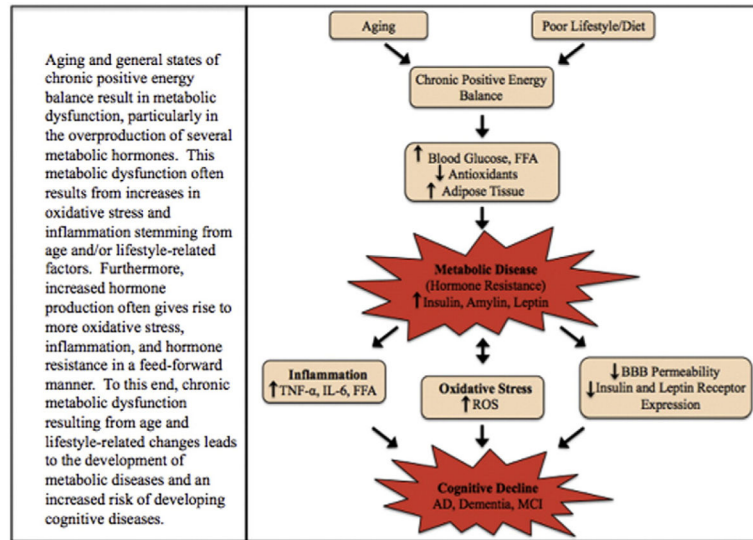 Aging and general states of
chronic positive energy
balance result in metabolic
dysfunction, particularly in
the overproduction of several
metabolic hormones. This
metabolic dysfunction often
results from increases in
oxidative stress and
inflammation stemming from
age and/or lifestyle-related
factors. Furthermore,
increased hormone
production often gives rise to
more oxidative stress,
inflammation, and hormone
resistance in a feed-forward
manner. To this end, chronic
metabolic dysfunction
resulting from age and
lifestyle-related changes leads
to the development of
metabolic diseases and an
increased risk of developing
cognitive diseases.
Aging
Poor Lifestyle/Diet
Chronic Positive Energy
Balance
↑ Blood Glucose, FFA
↓ Antioxidants
↑ Adipose Tissue
Metabolic Disease
(Hormone Resistance)
↑ Insulin, Amylin, Leptin
Inflammation
↑ TNF-α, IL-6, FFA
Oxidative Stress
↑ ROS
↓ BBB Permeability
↓ Insulin and Leptin Receptor
Expression
Cognitive Decline
AD, Dementia, MCI